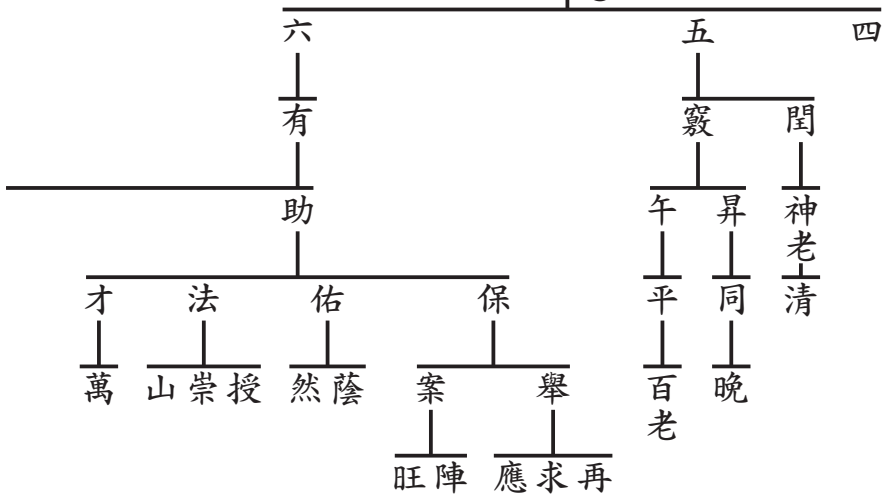 六 五 四
有 竅 閏
助 午 昇 神老
才 法 佑 保 平 同 清
萬 山 崇 授 然 蔭 案 舉 百老 晚
旺 陣 應 求 再